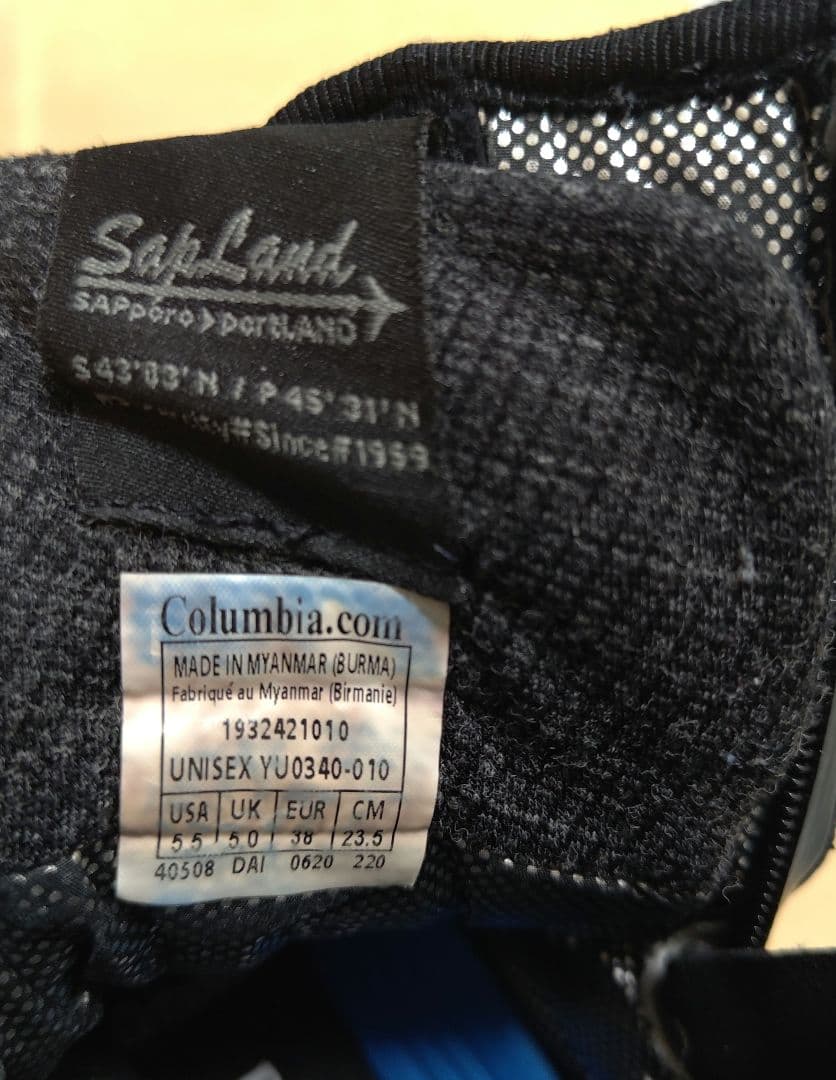 SapLand
SAPPoro>portLAND
S 43°03'N / P 45°31'N
#Since#1959
Columbia.com
MADE IN MYANMAR (BURMA)
Fabriqué au Myanmar (Birmanie)
1932421010
UNISEX YU0340-010
USA UK EUR CM
5.5 5.0 38 23.5
40508 DAI 0620 220